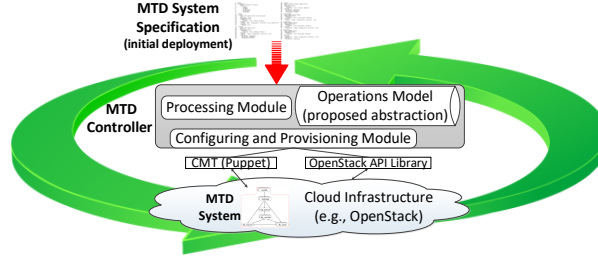 MTD System
Specification
(initial deployment)
MTD
Controller
Processing Module
Operations Model
(proposed abstraction)
Configuring and Provisioning Module
CMT (Puppet)
OpenStack API Library
MTD
System
Cloud Infrastructure
(e.g., OpenStack)